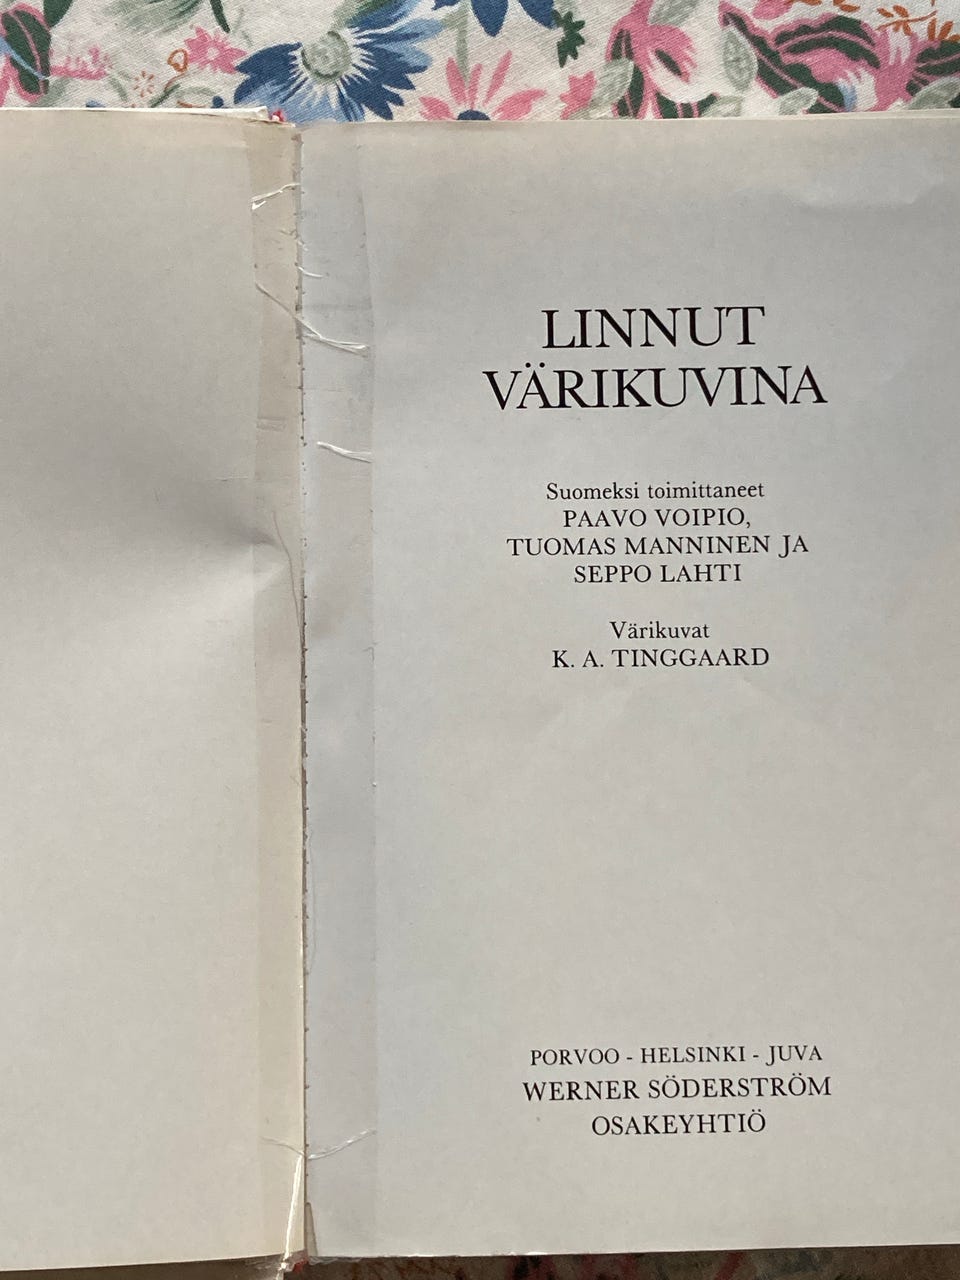 LINNUT
VÄRIKUVINA
Suomeksi toimittaneet
PAAVO VOIPIO,
TUOMAS MANNINEN JA
SEPPO LAHTI
Värikuvat
K. A. TINGGAARD
PORVOO - HELSINKI - JUVA
WERNER SÖDERSTRÖM
OSAKEYHTIÖ